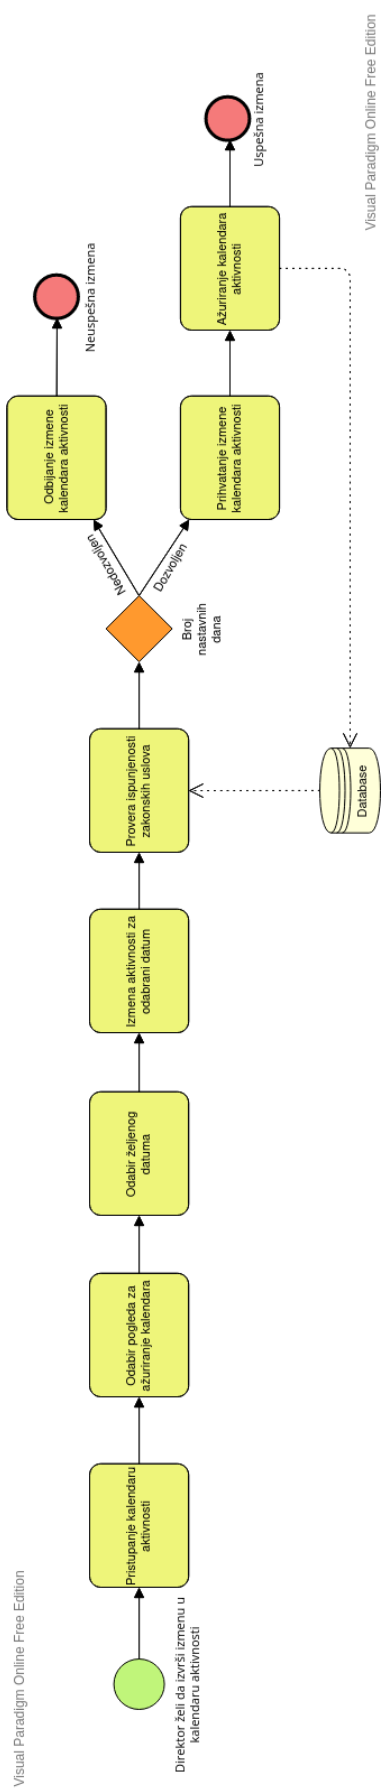 Visual Paradigm Online Free Edition
Direktor želi da izvrši izmenu u
kalendaru aktivnosti
Pristupanje kalendaru
aktivnosti
Odabir pogleda za
ažuriranje kalendara
Odabir željenog
datuma
Izmena aktivnosti za
odabrani datum
Provera ispunjenosti
zakonskih uslova
Broj
nastavnih
dana
Nedozvoljen
Dozvoljen
Odbijanje izmene
kalendara aktivnosti
Neuspešna izmena
Prihvatanje izmene
kalendara aktivnosti
Ažuriranje kalendara
aktivnosti
Uspešna izmena
Database
Visual Paradigm Online Free Edition